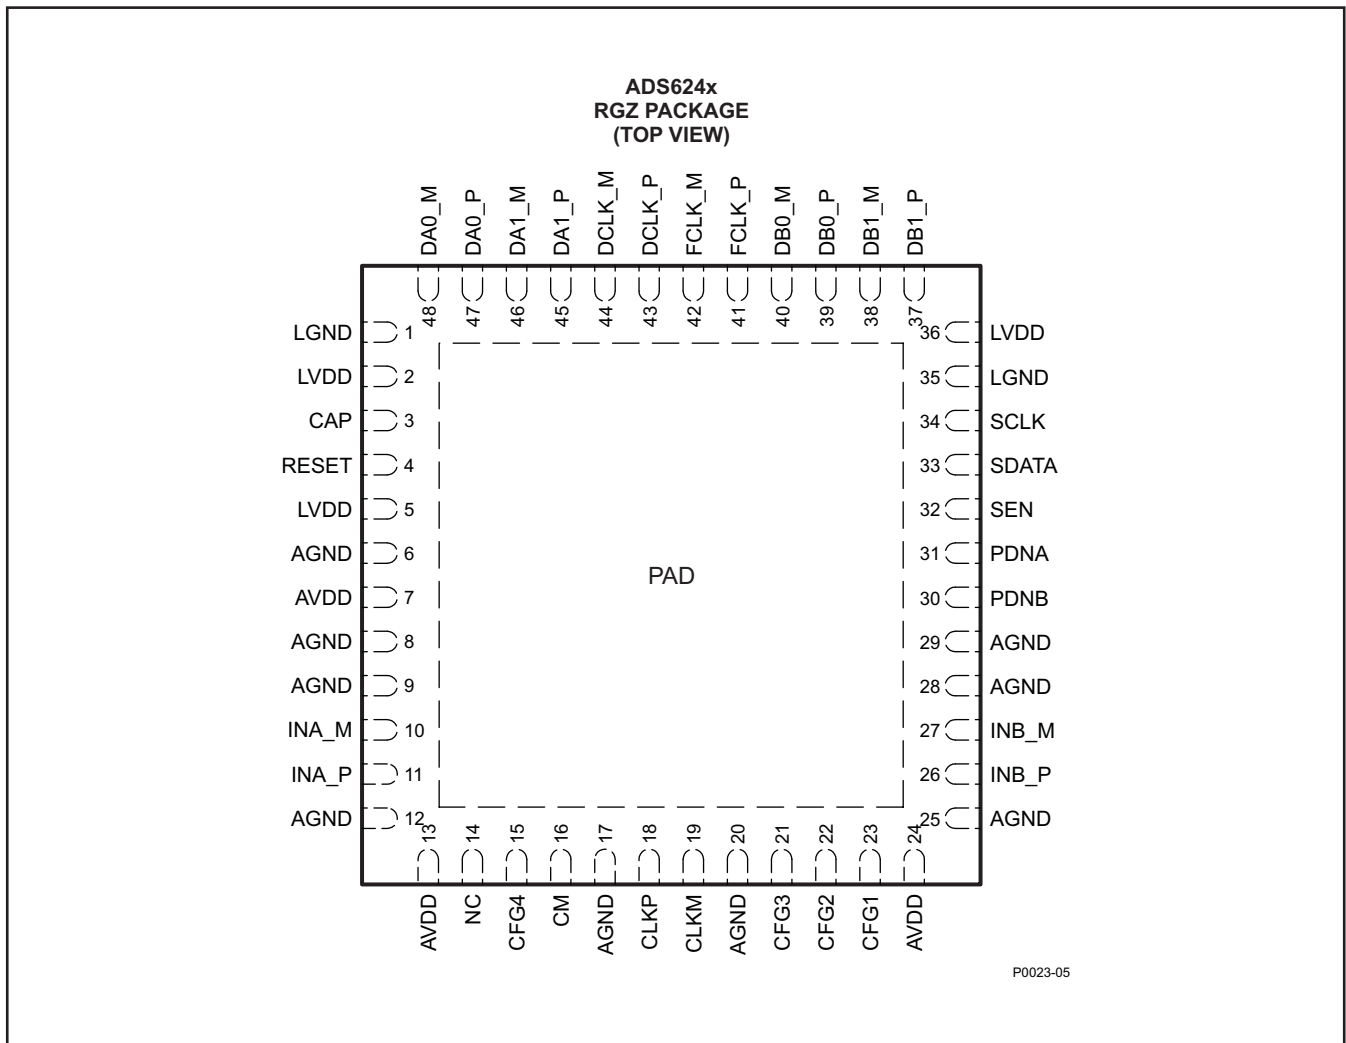 ADS624x
RGZ PACKAGE
(TOP VIEW)
DA0_M
DA0_P
DA1_M
DA1_P
DCLK_M
DCLK_P
FCLK_M
FCLK_P
DB0_M
DB0_P
DB1_M
DB1_P
48
47
46
45
44
43
42
41
40
39
38
37
LGND 1
LVDD 2
CAP 3
RESET 4
LVDD 5
AGND 6
AVDD 7
AGND 8
AGND 9
INA_M 10
INA_P 11
AGND 12
PAD
36 LVDD
35 LGND
34 SCLK
33 SDATA
32 SEN
31 PDNA
30 PDNB
29 AGND
28 AGND
27 INB_M
26 INB_P
25 AGND
13
14
15
16
17
18
19
20
21
22
23
24
AVDD
NC
CFG4
CM
AGND
CLKP
CLKM
AGND
CFG3
CFG2
CFG1
AVDD
P0023-05